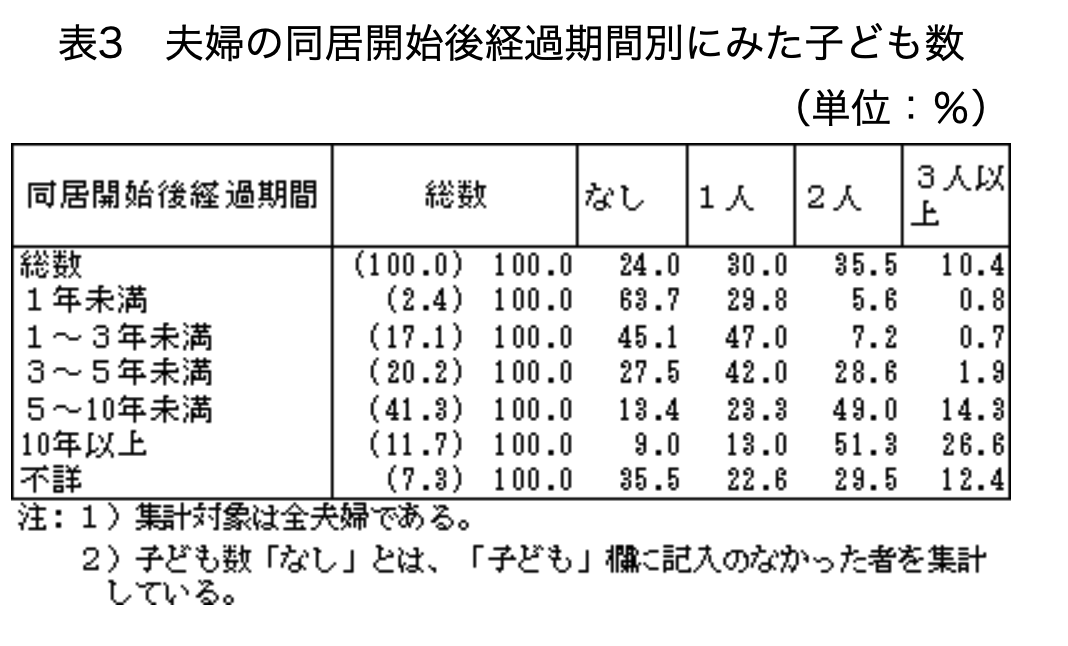 表3　夫婦の同居開始後経過期間別にみた子ども数
（単位：％）
同居開始後経過期間 総数 なし １人 ２人 ３人以上
総数 (100.0) 100.0 24.0 30.0 35.5 10.4
１年未満 (2.4) 100.0 63.7 29.8 5.6 0.8
１～３年未満 (17.1) 100.0 45.1 47.0 7.2 0.7
３～５年未満 (20.2) 100.0 27.5 42.0 28.6 1.9
５～10年未満 (41.3) 100.0 13.4 23.3 49.0 14.3
10年以上 (11.7) 100.0 9.0 13.0 51.3 26.6
不詳 (7.3) 100.0 35.5 22.6 29.5 12.4
注：１）集計対象は全夫婦である。
２）子ども数「なし」とは、「子ども」欄に記入のなかった者を集計
している。